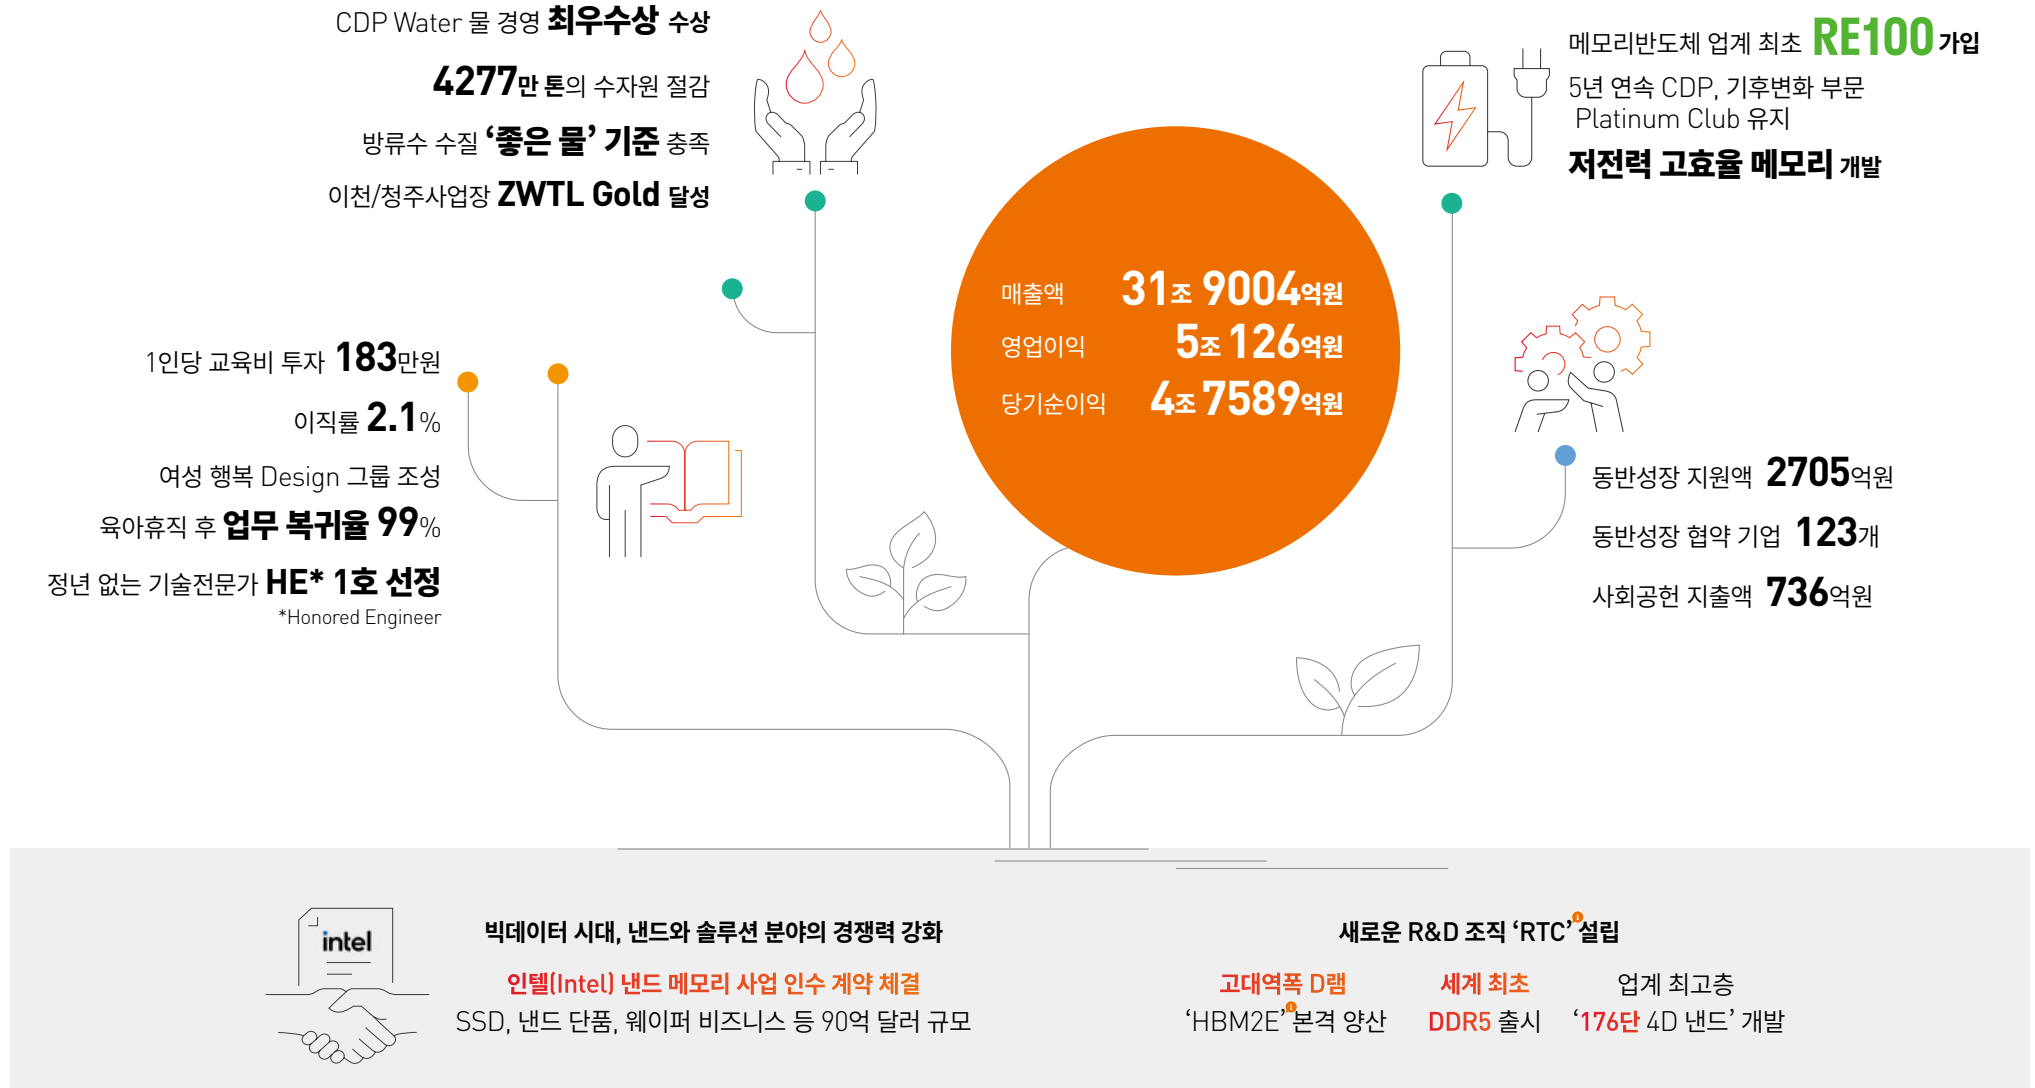 CDP Water 물 경영 최우수상 수상
4277만 톤의 수자원 절감
방류수 수질 ‘좋은 물’ 기준 충족
이천/청주사업장 ZWTL Gold 달성
메모리반도체 업계 최초 RE100 가입
5년 연속 CDP, 기후변화 부문
Platinum Club 유지
저전력 고효율 메모리 개발
매출액 31조 9004억원
영업이익 5조 126억원
당기순이익 4조 7589억원
1인당 교육비 투자 183만원
이직률 2.1%
여성 행복 Design 그룹 조성
육아휴직 후 업무 복귀율 99%
정년 없는 기술전문가 HE* 1호 선정
*Honored Engineer
동반성장 지원액 2705억원
동반성장 협약 기업 123개
사회공헌 지출액 736억원
intel
빅데이터 시대, 낸드와 솔루션 분야의 경쟁력 강화
인텔(Intel) 낸드 메모리 사업 인수 계약 체결
SSD, 낸드 단품, 웨이퍼 비즈니스 등 90억 달러 규모
새로운 R&D 조직 ‘RTC’ 설립
고대역폭 D램
‘HBM2E’ 본격 양산
세계 최초
DDR5 출시
업계 최고층
‘176단 4D 낸드’ 개발